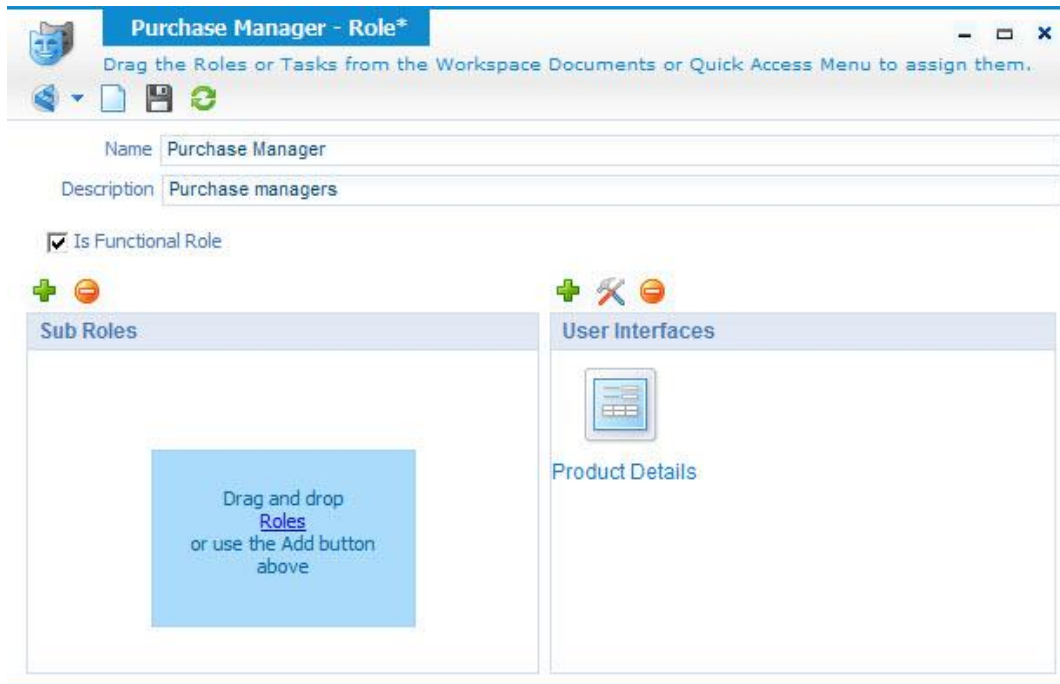 Purchase Manager - Role*
Drag the Roles or Tasks from the Workspace Documents or Quick Access Menu to assign them.
Name Purchase Manager
Description Purchase managers
Is Functional Role
Sub Roles
User Interfaces
Drag and drop
Roles
or use the Add button
above
Product Details